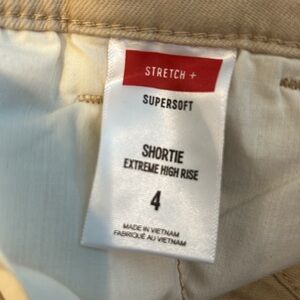 STRETCH +
SUPERSOFT
SHORTIE
EXTREME HIGH RISE
4
MADE IN VIETNAM
FABRIQUÉ AU VIETNAM